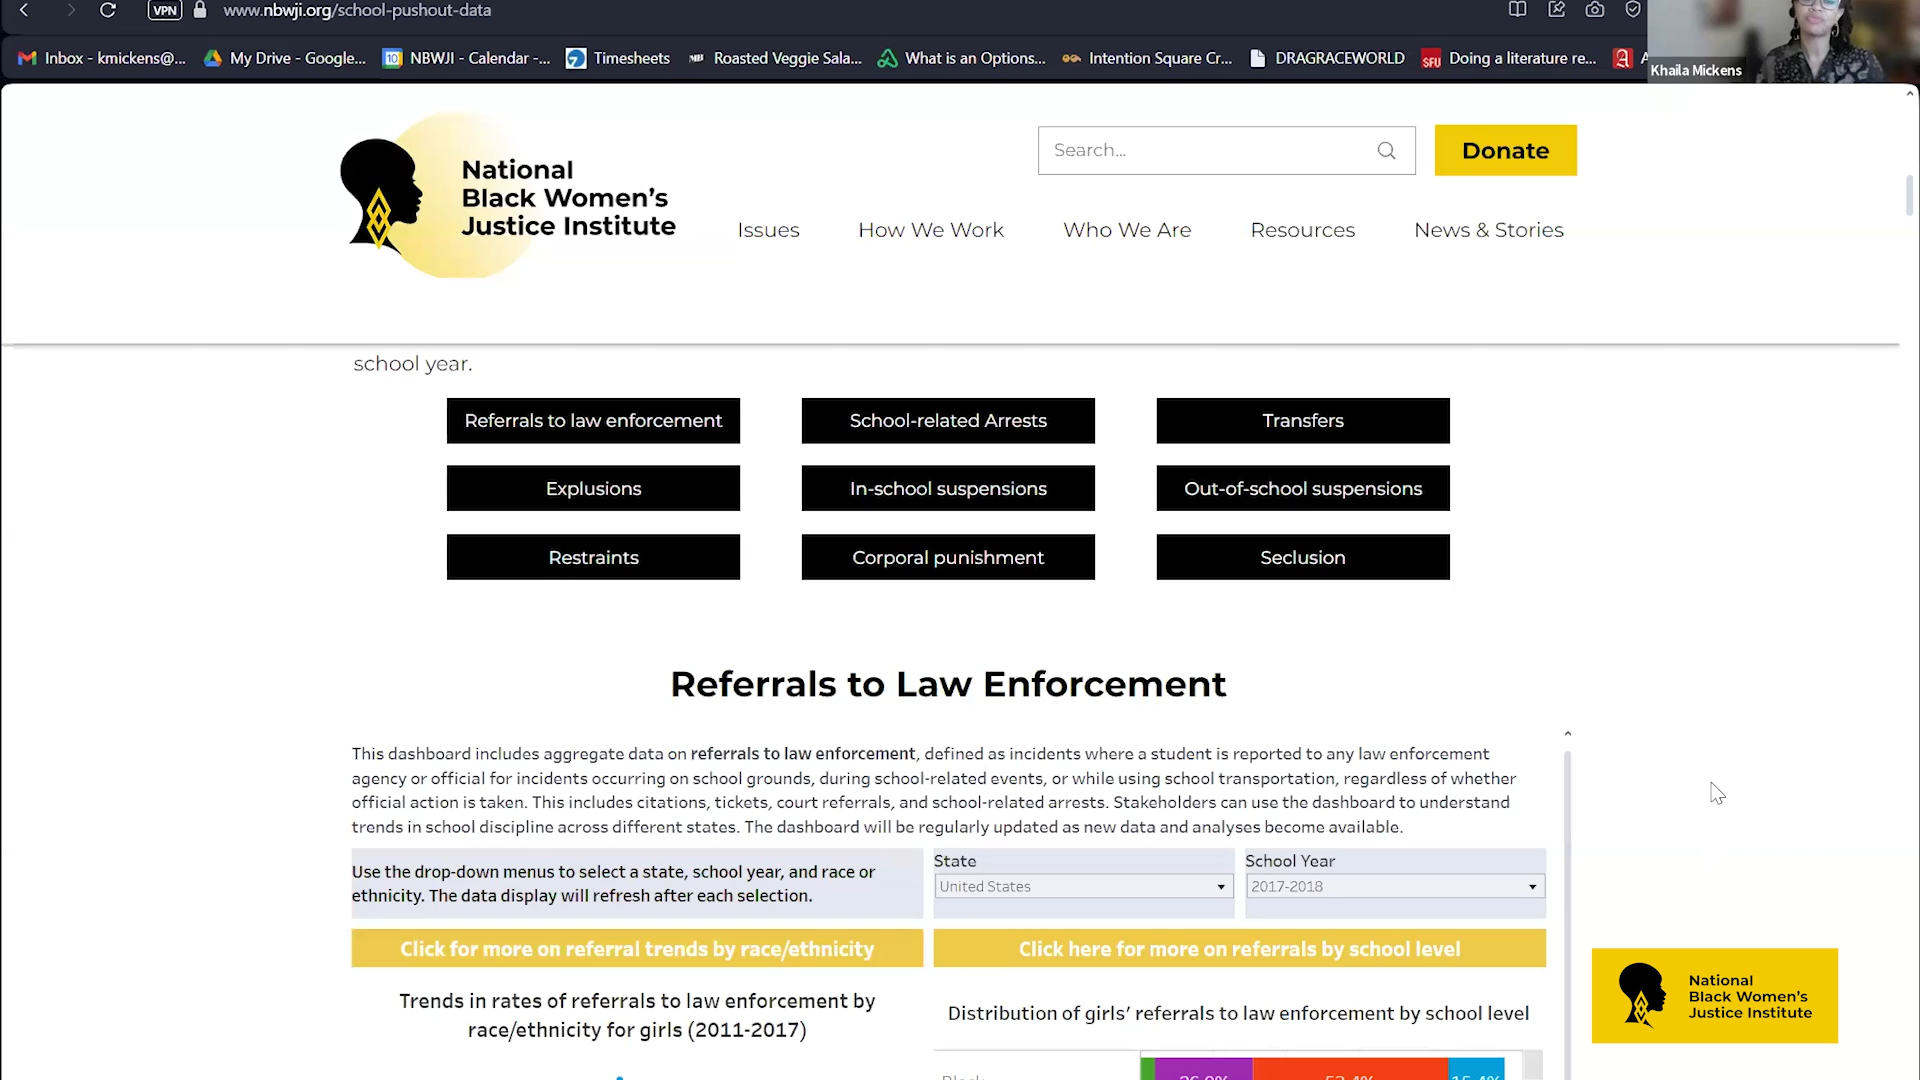 VPN www.nbwji.org/school-pushout-data
Inbox - kmickens@... My Drive - Google... 10 NBWJI - Calendar -... Timesheets Roasted Veggie Sala... What is an Options... Intention Square Cr... DRAGRACEWORLD SFU Doing a literature re... A
Khaila Mickens
National
Black Women's
Justice Institute
Search...
Donate
Issues How We Work Who We Are Resources News & Stories
school year.
Referrals to law enforcement School-related Arrests Transfers
Explusions In-school suspensions Out-of-school suspensions
Restraints Corporal punishment Seclusion
Referrals to Law Enforcement
This dashboard includes aggregate data on referrals to law enforcement, defined as incidents where a student is reported to any law enforcement
agency or official for incidents occurring on school grounds, during school-related events, or while using school transportation, regardless of whether
official action is taken. This includes citations, tickets, court referrals, and school-related arrests. Stakeholders can use the dashboard to understand
trends in school discipline across different states. The dashboard will be regularly updated as new data and analyses become available.
Use the drop-down menus to select a state, school year, and race or
ethnicity. The data display will refresh after each selection.
State
United States
School Year
2017-2018
Click for more on referral trends by race/ethnicity
Click here for more on referrals by school level
Trends in rates of referrals to law enforcement by
race/ethnicity for girls (2011-2017)
Distribution of girls' referrals to law enforcement by school level
National
Black Women's
Justice Institute